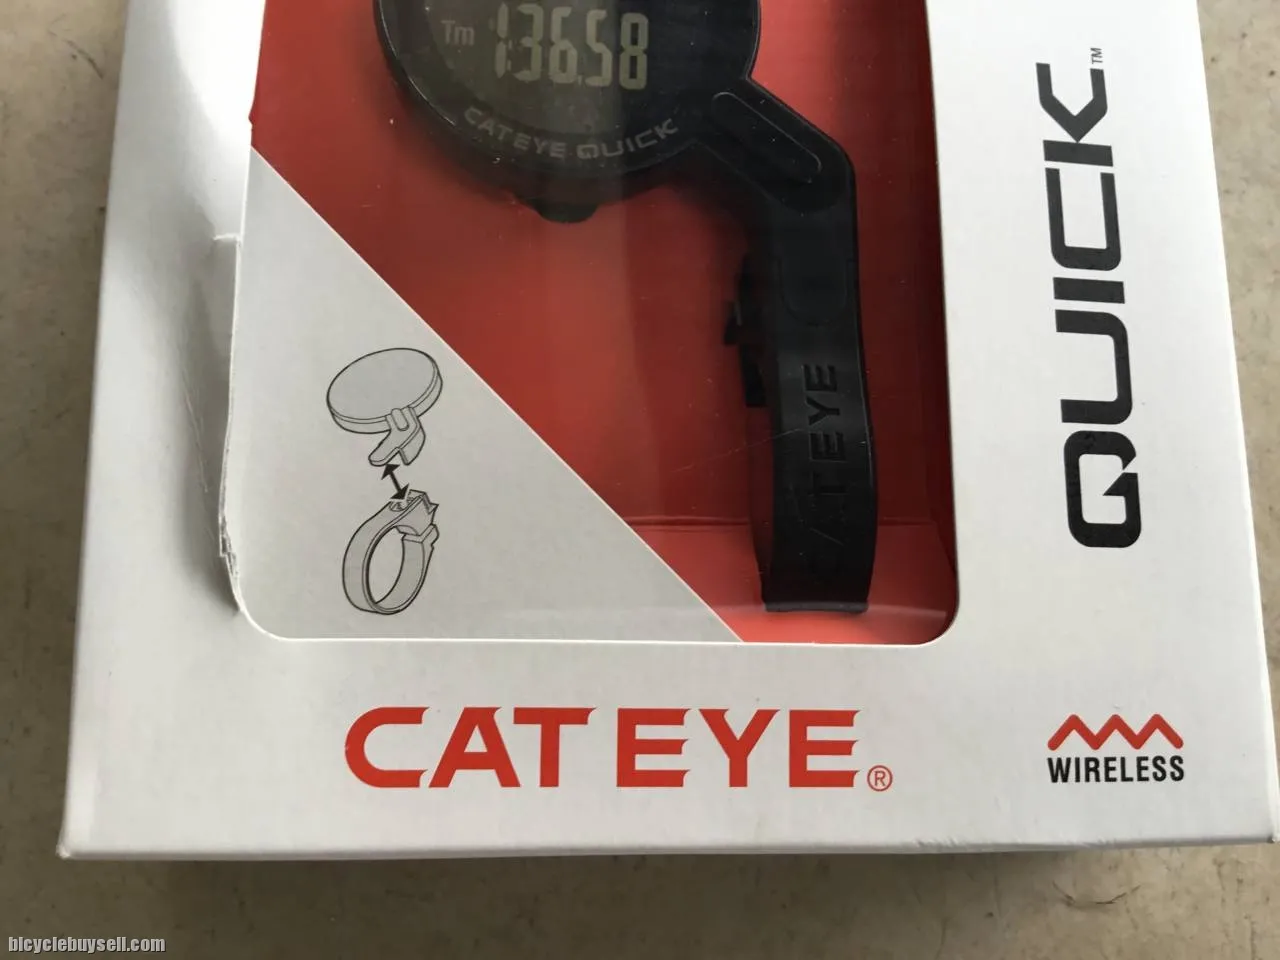 Tm 1:36.58
CATEYE QUICK
CATEYE
QUICK™
CATEYE®
WIRELESS
bicyclebuysell.com